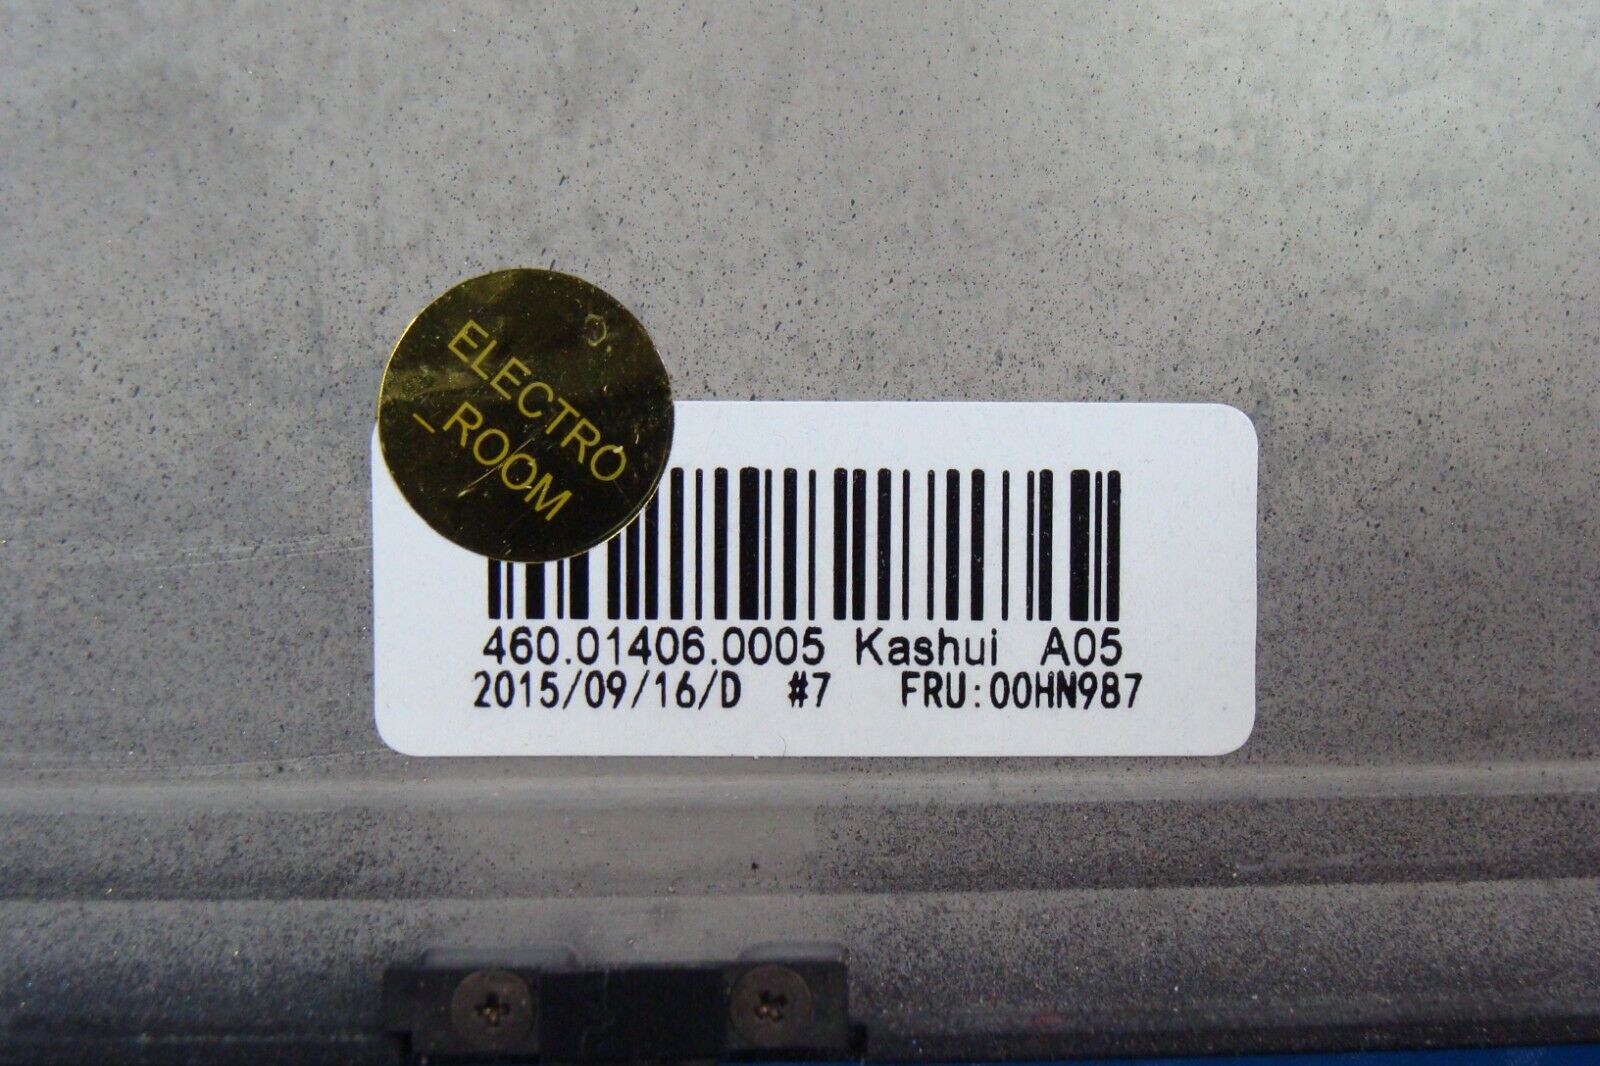 ELECTRO
_ROOM
460.01406.0005 Kashui A05
2015/09/16/D #7 FRU:00HN987